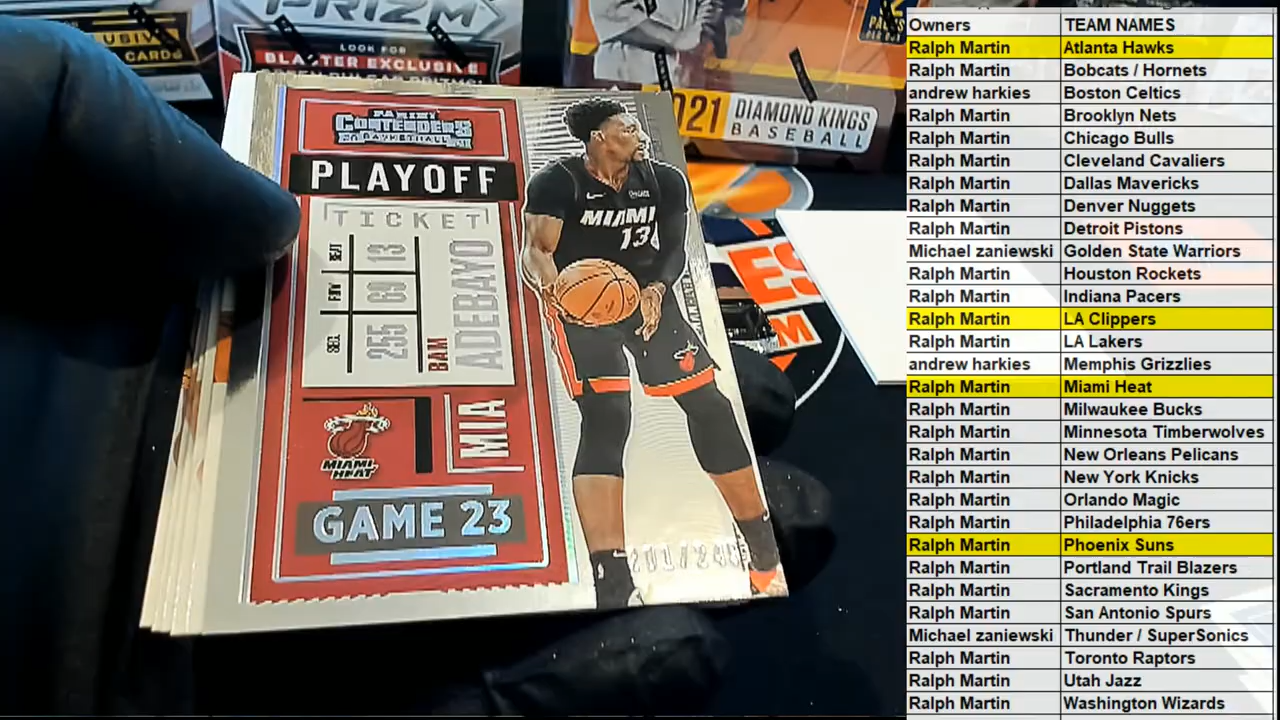 PRIZM
LOOK FOR
BLASTER EXCLUSIVE
CARDS
2021 DIAMOND KINGS
BASEBALL
PANINI
CONTENDERS
BASKETBALL
PLAYOFF
TICKET
SEAT 13
ROW 69
SEC. 255
BAM
ADEBAYO
MIAMI
13
MIA
MIAMI
HEAT
GAME 23
Owners TEAM NAMES
Ralph Martin Atlanta Hawks
Ralph Martin Bobcats / Hornets
andrew harkies Boston Celtics
Ralph Martin Brooklyn Nets
Ralph Martin Chicago Bulls
Ralph Martin Cleveland Cavaliers
Ralph Martin Dallas Mavericks
Ralph Martin Denver Nuggets
Ralph Martin Detroit Pistons
Michael zaniewski Golden State Warriors
Ralph Martin Houston Rockets
Ralph Martin Indiana Pacers
Ralph Martin LA Clippers
Ralph Martin LA Lakers
andrew harkies Memphis Grizzlies
Ralph Martin Miami Heat
Ralph Martin Milwaukee Bucks
Ralph Martin Minnesota Timberwolves
Ralph Martin New Orleans Pelicans
Ralph Martin New York Knicks
Ralph Martin Orlando Magic
Ralph Martin Philadelphia 76ers
Ralph Martin Phoenix Suns
Ralph Martin Portland Trail Blazers
Ralph Martin Sacramento Kings
Ralph Martin San Antonio Spurs
Michael zaniewski Thunder / SuperSonics
Ralph Martin Toronto Raptors
Ralph Martin Utah Jazz
Ralph Martin Washington Wizards